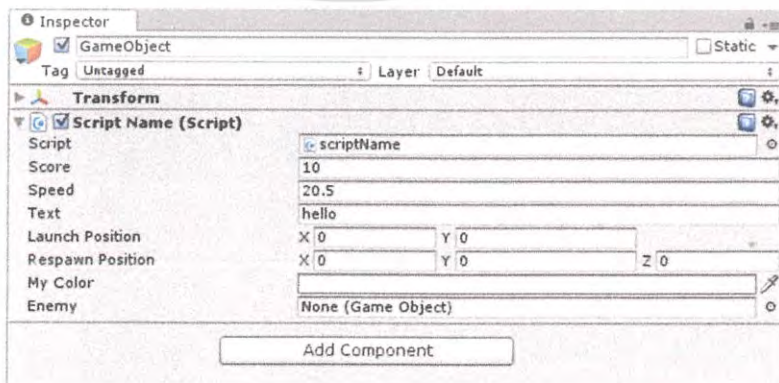 Inspector
GameObject Static
Tag Untagged Layer Default
Transform
Script Name (Script)
Script scriptName
Score 10
Speed 20.5
Text hello
Launch Position X 0 Y 0
Respawn Position X 0 Y 0 Z 0
My Color
Enemy None (Game Object)
Add Component